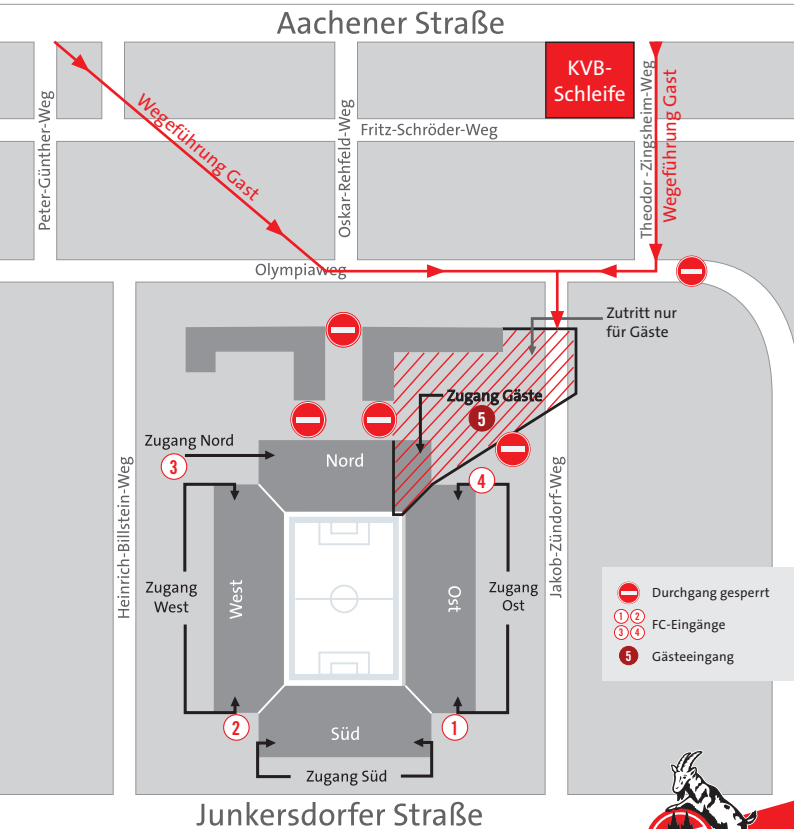 Aachener Straße
KVB-
Schleife
Peter-Günther-Weg
Wegeführung Gast
Oskar-Rehfeld-Weg
Fritz-Schröder-Weg
Theodor-Zingsheim-Weg
Wegeführung Gast
Olympiaweg
Zutritt nur
für Gäste
Zugang Gäste
5
Zugang Nord
3
Nord
4
Heinrich-Billstein-Weg
Jakob-Zündorf-Weg
Zugang
West
West
Ost
Zugang
Ost
Durchgang gesperrt
1 2
3 4
FC-Eingänge
5
Gästeeingang
2
Süd
1
Zugang Süd
Junkersdorfer Straße